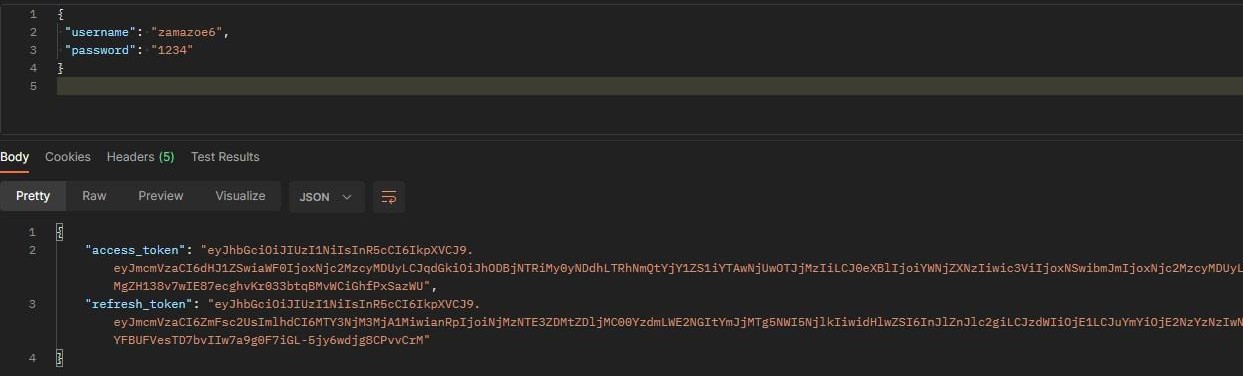 1 {
2 "username": "zamazoe6",
3 "password": "1234"
4 }
5
Body Cookies Headers (5) Test Results
Pretty Raw Preview Visualize JSON
1 {
2 "access_token": "eyJhbGciOiJIUzI1NiIsInR5cCI6IkpXVCJ9.
eyJmcmVzaCI6dHJ1ZSwiaWF0IjoxNjc2MzcyMDUyLCJqdGkiOiJhODBjNTRiMy0yNDdhLTRhNmQtYjY1ZS1iYTAwNjUwOTJjMzIiLCJ0eXBlIjoiYWNjZXNzIiwic3ViIjoxNSwibmJmIjoxNjc2MzcyMDUyL
MgZH138v7wIE87ecghvKr033btqBMvWCiGhfPxSazWU",
3 "refresh_token": "eyJhbGciOiJIUzI1NiIsInR5cCI6IkpXVCJ9.
eyJmcmVzaCI6ZmFsc2UsImlhdCI6MTY3NjM3MjA1MiwianRpIjoiNjMzNTE3ZDMtZDljMC00YzdmLWE2NGItYmJjMTg5NWI5NjlkIiwidHlwZSI6InJlZnJlc2giLCJzdWIiOjE1LCJuYmYiOjE2NzYzNzIwN
YFBUFVesTD7bvIIw7a9g0F7iGL-5jy6wdjg8CPvvCrM"
4 }